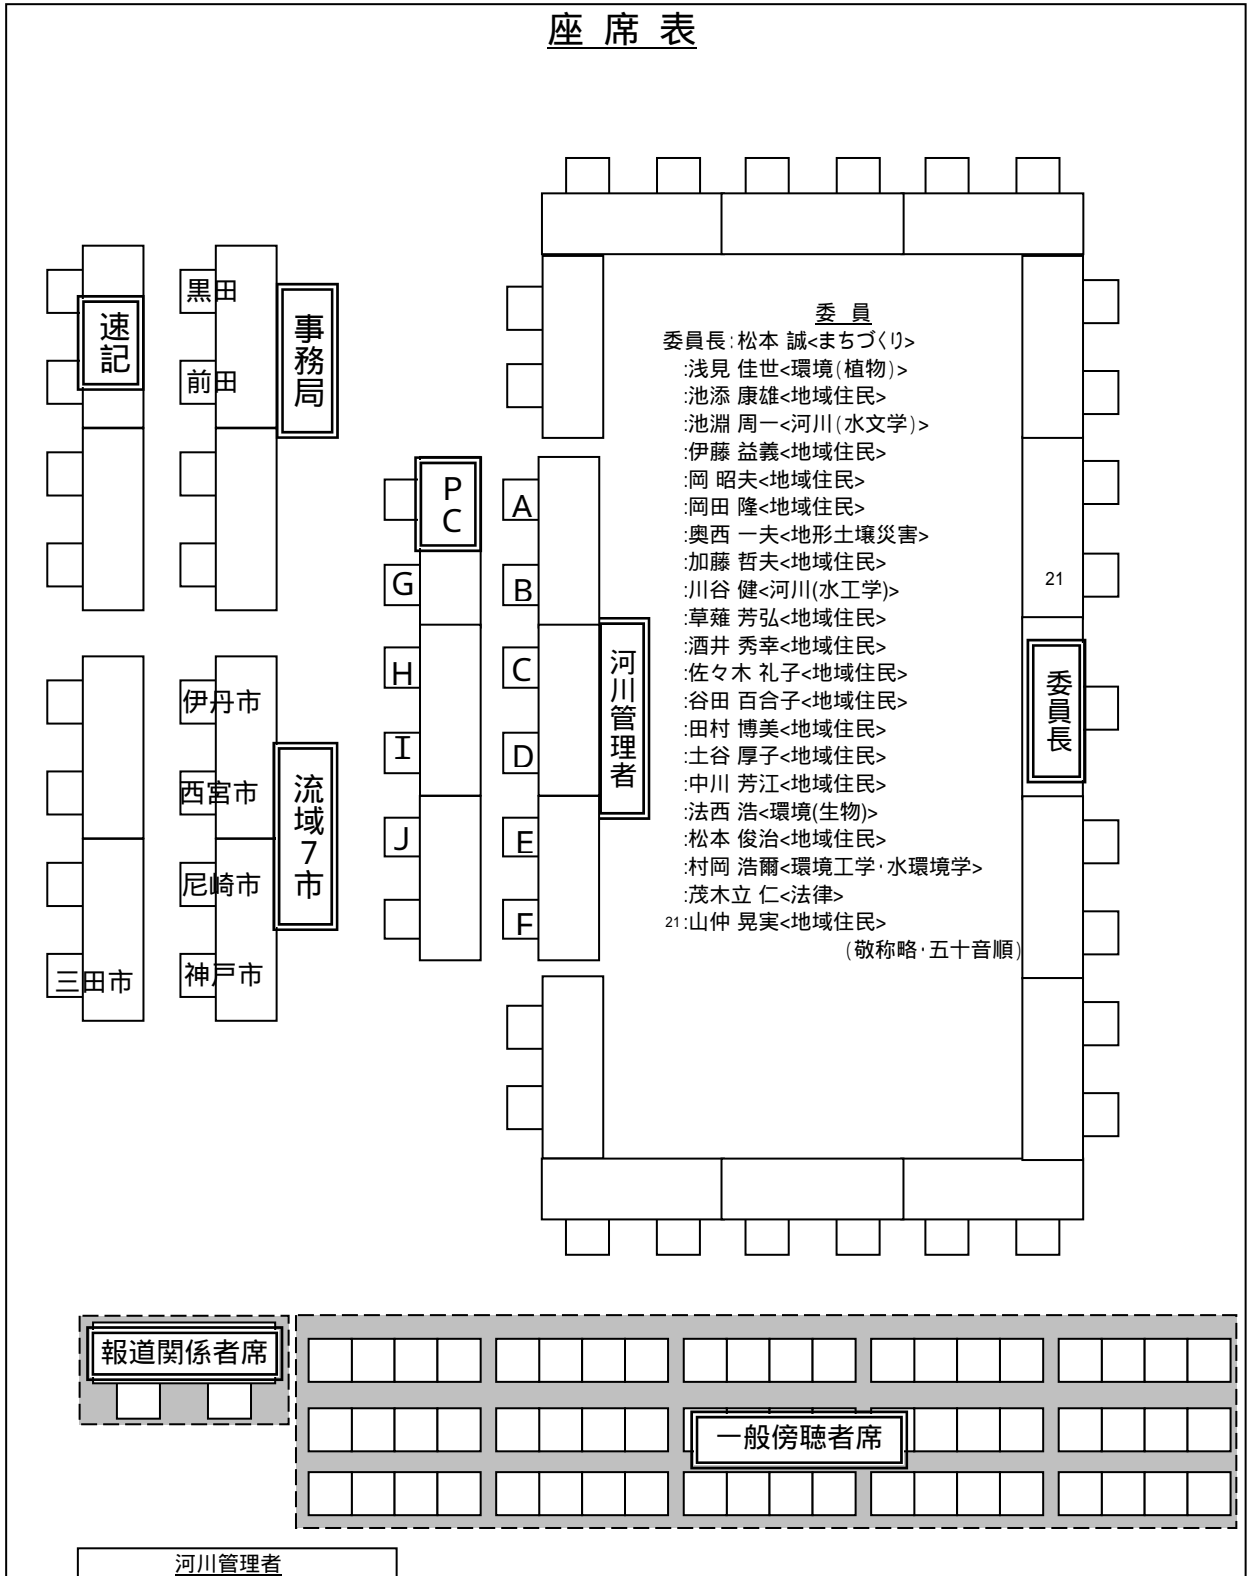 座 席 表
速記
黒田
前田
事務局
PC
A
B
C
D
E
F
G
H
I
J
河川管理者
伊丹市
西宮市
尼崎市
神戸市
三田市
流域7市
委 員
委員長:松本 誠<まちづくり>
:浅見 佳世<環境(植物)>
:池添 康雄<地域住民>
:池淵 周一<河川(水文学)>
:伊藤 益義<地域住民>
:岡 昭夫<地域住民>
:岡田 隆<地域住民>
:奥西 一夫<地形土壌災害>
:加藤 哲夫<地域住民>
:川谷 健<河川(水工学)>
:草薙 芳弘<地域住民>
:酒井 秀幸<地域住民>
:佐々木 礼子<地域住民>
:谷田 百合子<地域住民>
:田村 博美<地域住民>
:土谷 厚子<地域住民>
:中川 芳江<地域住民>
:法西 浩<環境(生物)>
:松本 俊治<地域住民>
:村岡 浩爾<環境工学・水環境学>
:茂木立 仁<法律>
21:山仲 晃実<地域住民>
(敬称略・五十音順)
21
委員長
報道関係者席
一般傍聴者席
河川管理者